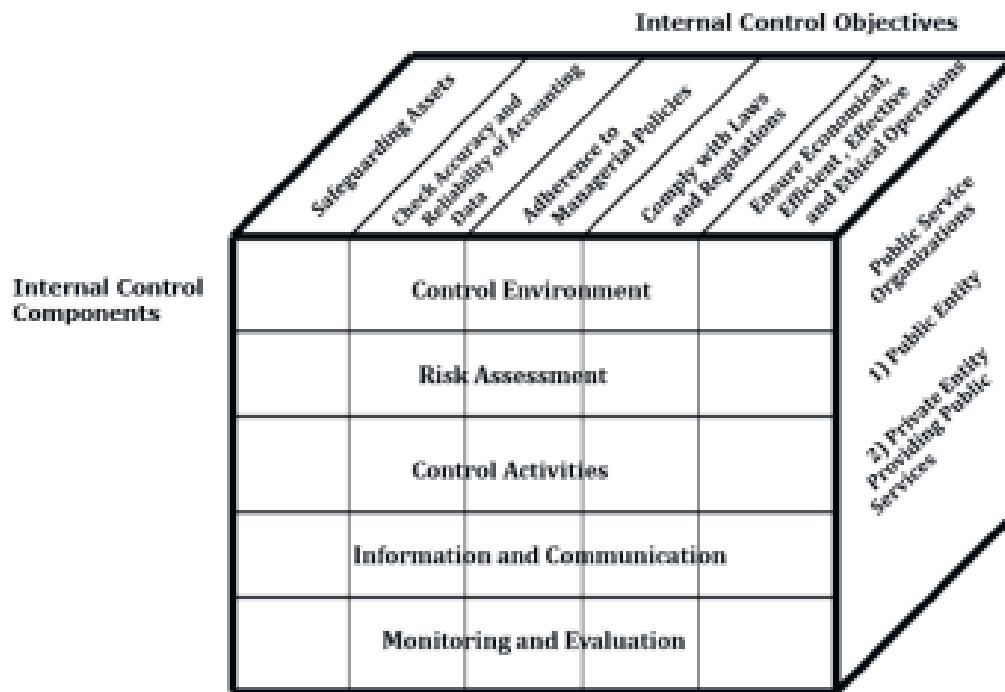 Internal Control Objectives
Safeguarding Assets
Check Accuracy and
Reliability of Accounting
Data
Adherence to
Managerial Policies
Comply with Laws
and Regulations
Ensure Economical,
Efficient , Effective
and Ethical Operations
Internal Control
Components
Control Environment
Risk Assessment
Control Activities
Information and Communication
Monitoring and Evaluation
Public Service
Organizations
1) Public Entity
2) Private Entity
Providing Public
Services